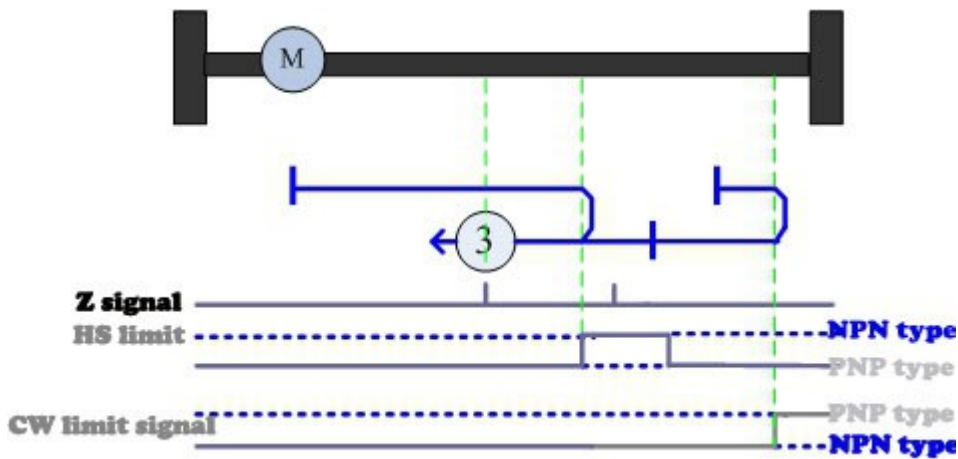 M
3
Z signal
HS limit
NPN type
PNP type
CW limit signal
PNP type
NPN type